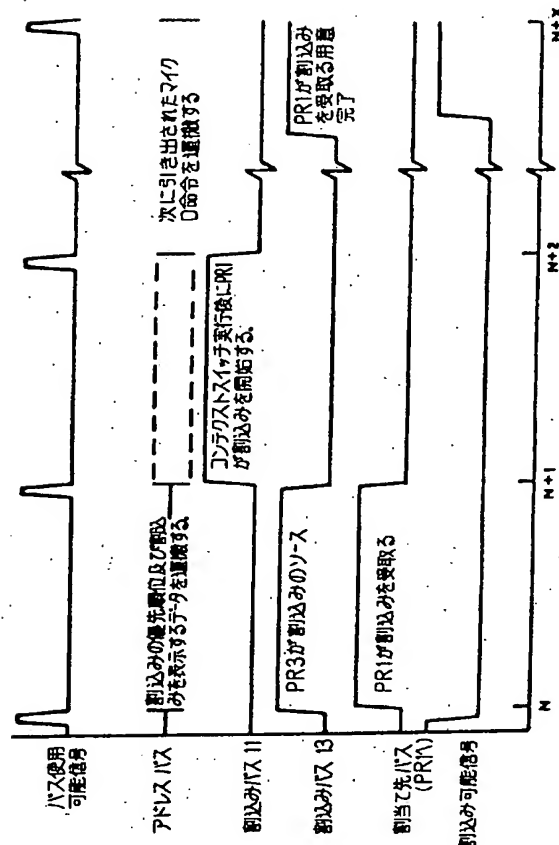 バス使用
可能信号
アドレスバス
割込みの優先順位及び割込
みを表示するデータを運搬する。
次に引き出されたマイク
ロ命令を運搬する
割込みバス 11
コンテクストスイッチ実行後にPR1
が割込みを開始する。
割込みバス 13
PR3が割込みのソース
PR1が割込み
を受取る用意
完了
割当て先バス
(PR1へ)
PR1が割込みを受取る
割込み可能信号
N
N+1
N+2
N+X